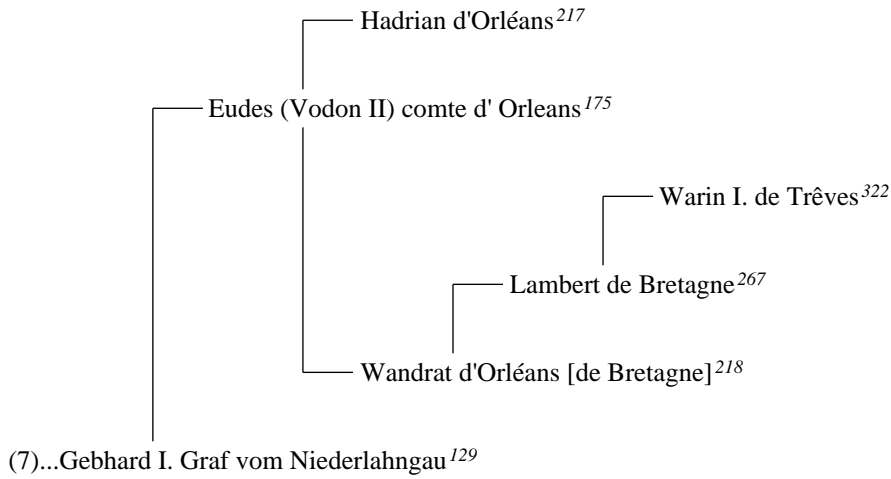 Hadrian d'Orléans217
Eudes (Vodon II) comte d' Orleans175
Warin I. de Trêves322
Lambert de Bretagne267
Wandrat d'Orléans [de Bretagne]218
(7)...Gebhard I. Graf vom Niederlahngau129